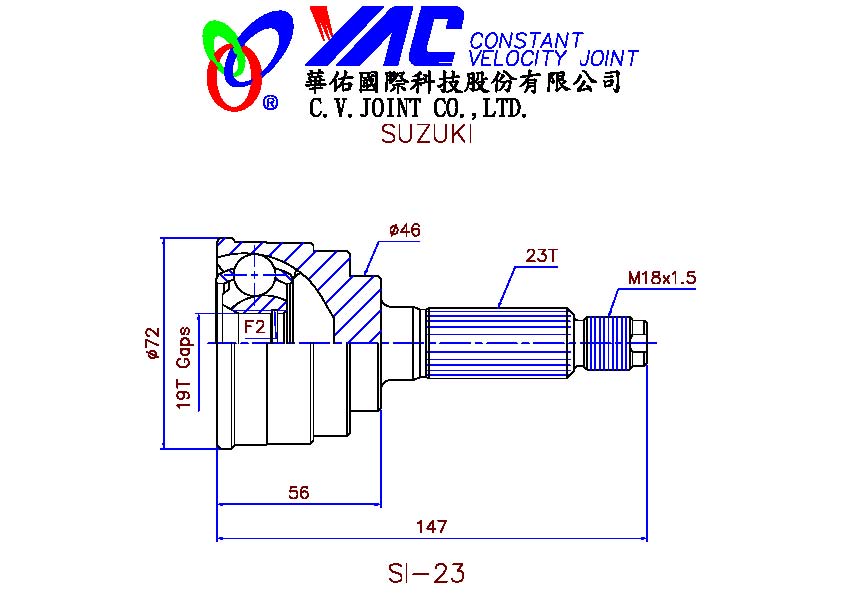 YAC CONSTANT
VELOCITY JOINT
®
華佑國際科技股份有限公司
C.V.JOINT CO.,LTD.
SUZUKI
ø46
23T
M18x1.5
ø72
19T Gaps
F2
56
147
SI-23